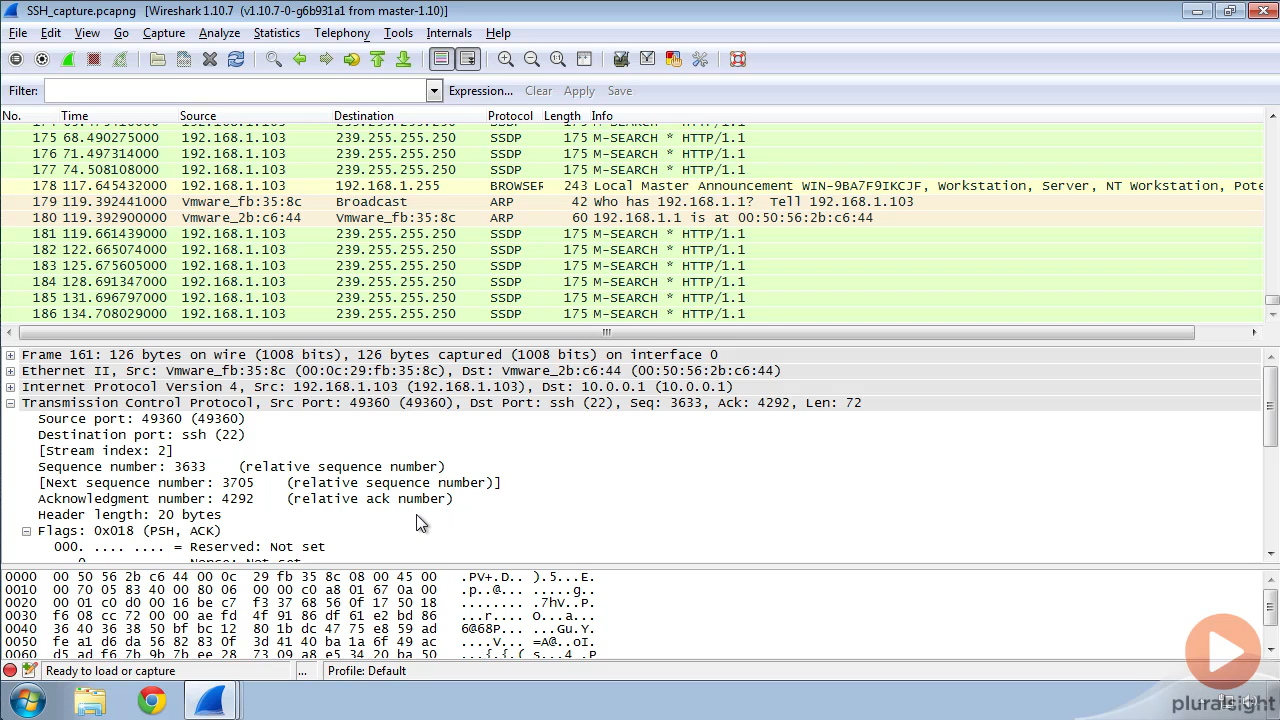 SSH_capture.pcapng   [Wireshark 1.10.7  (v1.10.7-0-g6b931a1 from master-1.10)]
File Edit View Go Capture Analyze Statistics Telephony Tools Internals Help
Filter: Expression... Clear Apply Save
No. Time Source Destination Protocol Length Info
175 68.490275000 192.168.1.103 239.255.255.250 SSDP 175 M-SEARCH * HTTP/1.1
176 71.497314000 192.168.1.103 239.255.255.250 SSDP 175 M-SEARCH * HTTP/1.1
177 74.508108000 192.168.1.103 239.255.255.250 SSDP 175 M-SEARCH * HTTP/1.1
178 117.645432000 192.168.1.103 192.168.1.255 BROWSER 243 Local Master Announcement WIN-9BA7F9IKCJF, Workstation, Server, NT Workstation, Pote
179 119.392441000 Vmware_fb:35:8c Broadcast ARP 42 Who has 192.168.1.1?  Tell 192.168.1.103
180 119.392900000 Vmware_2b:c6:44 Vmware_fb:35:8c ARP 60 192.168.1.1 is at 00:50:56:2b:c6:44
181 119.661439000 192.168.1.103 239.255.255.250 SSDP 175 M-SEARCH * HTTP/1.1
182 122.665074000 192.168.1.103 239.255.255.250 SSDP 175 M-SEARCH * HTTP/1.1
183 125.675605000 192.168.1.103 239.255.255.250 SSDP 175 M-SEARCH * HTTP/1.1
184 128.691347000 192.168.1.103 239.255.255.250 SSDP 175 M-SEARCH * HTTP/1.1
185 131.696797000 192.168.1.103 239.255.255.250 SSDP 175 M-SEARCH * HTTP/1.1
186 134.708029000 192.168.1.103 239.255.255.250 SSDP 175 M-SEARCH * HTTP/1.1
Frame 161: 126 bytes on wire (1008 bits), 126 bytes captured (1008 bits) on interface 0
Ethernet II, Src: Vmware_fb:35:8c (00:0c:29:fb:35:8c), Dst: Vmware_2b:c6:44 (00:50:56:2b:c6:44)
Internet Protocol Version 4, Src: 192.168.1.103 (192.168.1.103), Dst: 10.0.0.1 (10.0.0.1)
Transmission Control Protocol, Src Port: 49360 (49360), Dst Port: ssh (22), Seq: 3633, Ack: 4292, Len: 72
Source port: 49360 (49360)
Destination port: ssh (22)
[Stream index: 2]
Sequence number: 3633    (relative sequence number)
[Next sequence number: 3705    (relative sequence number)]
Acknowledgment number: 4292    (relative ack number)
Header length: 20 bytes
Flags: 0x018 (PSH, ACK)
000. .... .... = Reserved: Not set
0000 00 50 56 2b c6 44 00 0c 29 fb 35 8c 08 00 45 00 .PV+.D.. ).5...E.
0010 00 70 05 83 40 00 80 06 00 00 c0 a8 01 67 0a 00 .p..@... .....g..
0020 00 01 c0 d0 00 16 be c7 f3 37 68 56 0f 17 50 18 ........ .7hV..P.
0030 f6 08 cc 72 00 00 ae fd 4f 91 86 df 61 e2 bd 86 ...r.... O...a...
0040 36 40 36 38 50 bf bc 12 80 1b dc 47 75 e8 59 ad 6@68P... ...Gu.Y.
0050 fe a1 d6 da 56 82 83 0f 3d 41 40 ba 1a 6f 49 ac ....V... =A@..oI.
0060 d5 ad f6 7b 9b 7b ee 28 73 09 a8 e5 34 20 ba 50 ...{.{.( s...4 .P
Ready to load or capture ... Profile: Default
pluralsight